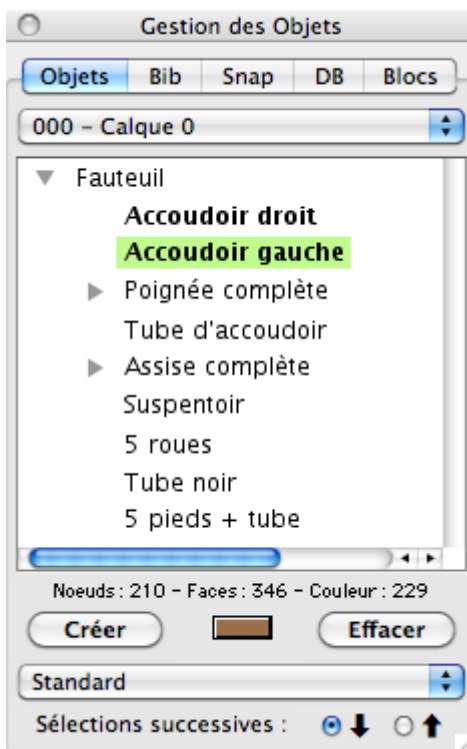 Gestion des Objets
Objets Bib Snap DB Blocs
000 – Calque 0
Fauteuil
Accoudoir droit
Accoudoir gauche
Poignée complète
Tube d'accoudoir
Assise complète
Suspentoir
5 roues
Tube noir
5 pieds + tube
Noeuds : 210 – Faces : 346 – Couleur : 229
Créer Effacer
Standard
Sélections successives :